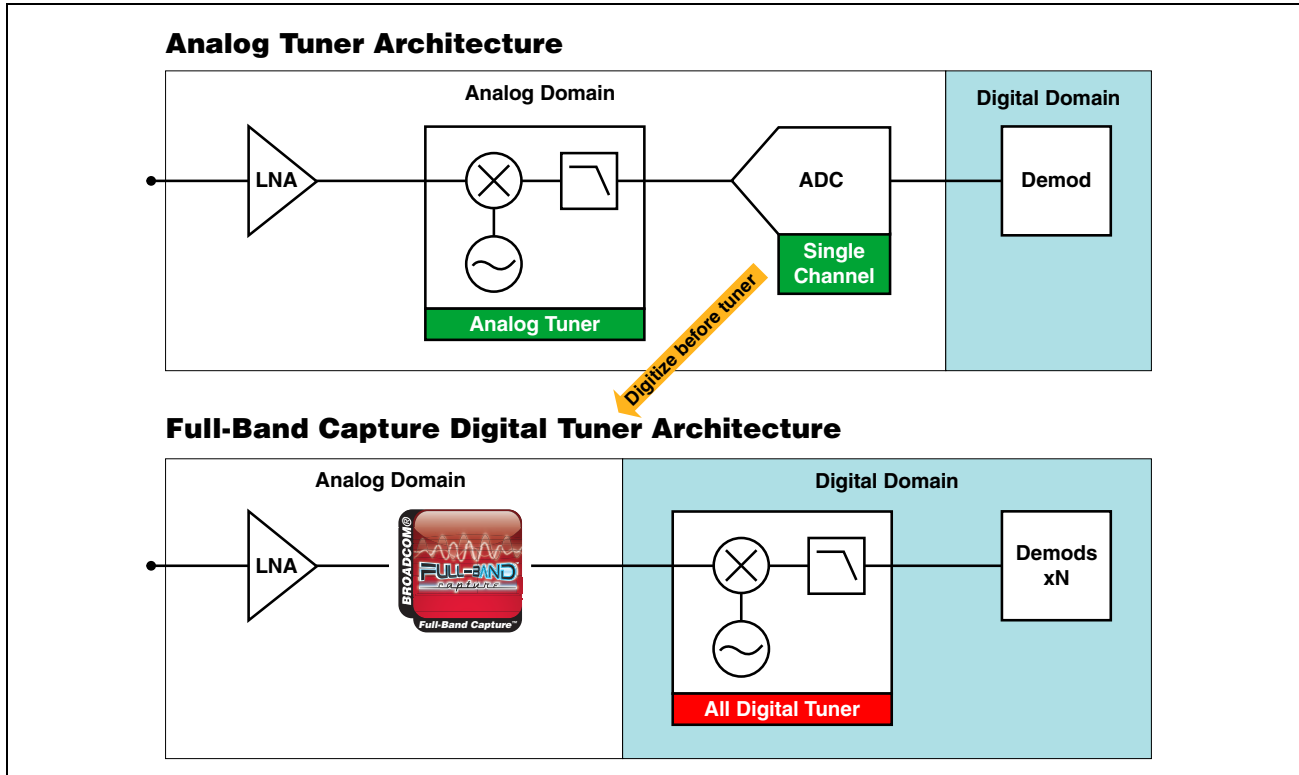 Analog Tuner Architecture
Analog Domain
Digital Domain
LNA
ADC
Demod
Single
Channel
Analog Tuner
Digitize before tuner
Full-Band Capture Digital Tuner Architecture
Analog Domain
Digital Domain
LNA
BROADCOM®
FULL-BAND
capture
Full-Band Capture™
Demods
xN
All Digital Tuner